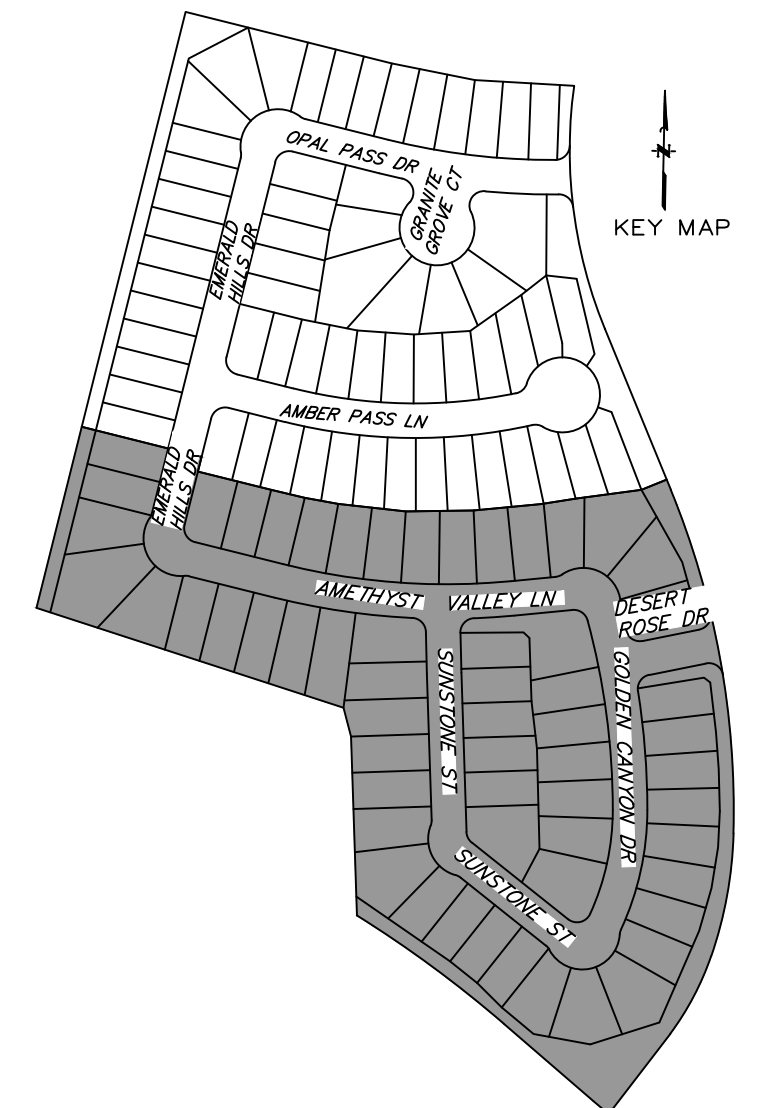 OPAL PASS DR
GRANITE
GROVE CT
N
KEY MAP
EMERALD
HILLS DR
AMBER PASS LN
EMERALD
HILLS DR
AMETHYST VALLEY LN
DESERT
ROSE DR
SUNSTONE ST
GOLDEN CANYON DR
SUNSTONE ST